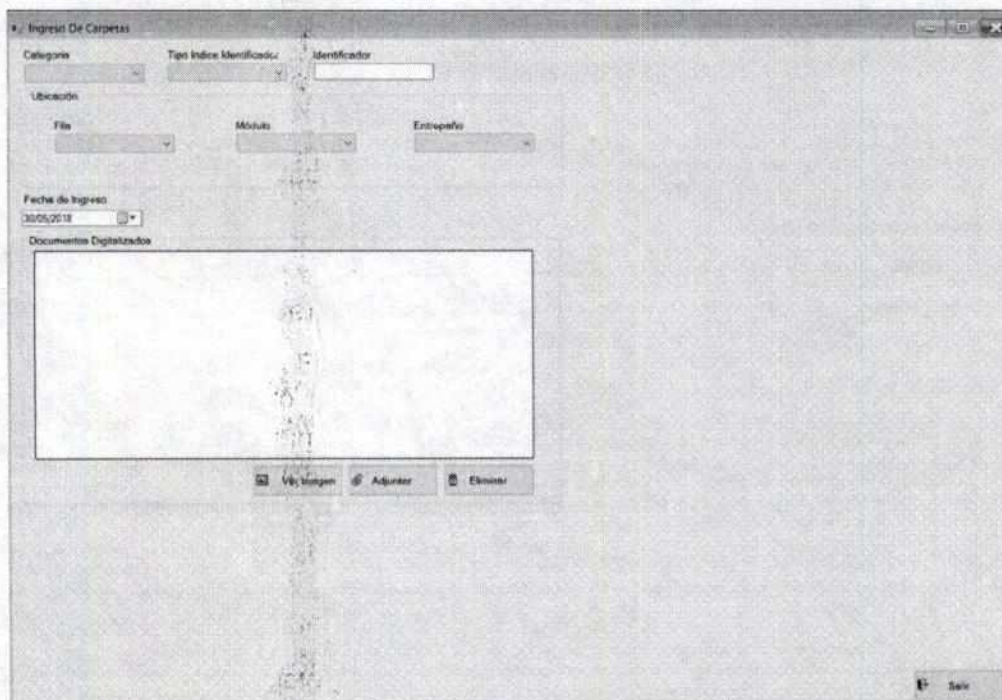 Ingreso De Carpetas
Categoria Tipo Indice Identificador Identificador
Ubicación
Fila Módulo Entrepaño
Fecha de Ingreso
30/05/2018
Documentos Digitalizados
Ver Imagen Adjuntar Eliminar
Salir